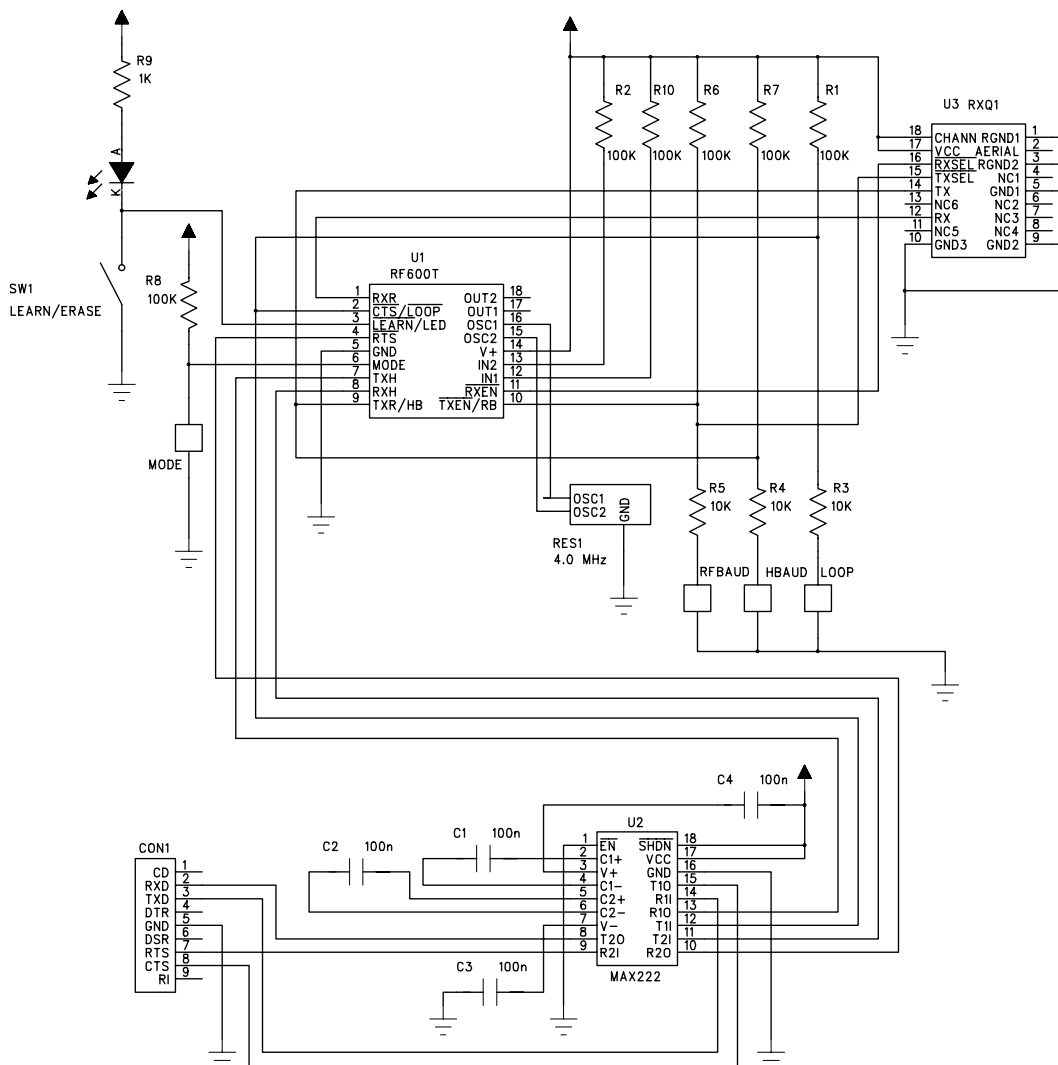 R9
1K
A
K
SW1
LEARN/ERASE
R8
100K
MODE
R2
R10
R6
R7
R1
100K
100K
100K
100K
100K
U3 RXQ1
18 CHANN RGND1 1
17 VCC AERIAL 2
16 RXSEL RGND2 3
15 TXSEL NC1 4
14 TX GND1 5
13 NC6 NC2 6
12 RX NC3 7
11 NC5 NC4 8
10 GND3 GND2 9
U1
RF600T
1 RXR OUT2 18
2 CTS/LOOP OUT1 17
3 LEARN/LED OSC1 16
4 RTS OSC2 15
5 GND V+ 14
6 MODE IN2 13
7 TXH IN1 12
8 RXH RXEN 11
9 TXR/HB TXEN/RB 10
OSC1
OSC2
GND
RES1
4.0 MHz
R5
10K
R4
10K
R3
10K
RFBAUD
HBAUD
LOOP
C4
100n
U2
1 EN SHDN 18
2 C1+ VCC 17
3 V+ GND 16
4 C1- T1O 15
5 C2+ R1I 14
6 C2- R1O 13
7 V- T1I 12
8 T2O T2I 11
9 R2I R2O 10
MAX222
C1
100n
C2
100n
C3
100n
CON1
CD 1
RXD 2
TXD 3
DTR 4
GND 5
DSR 6
RTS 7
CTS 8
RI 9